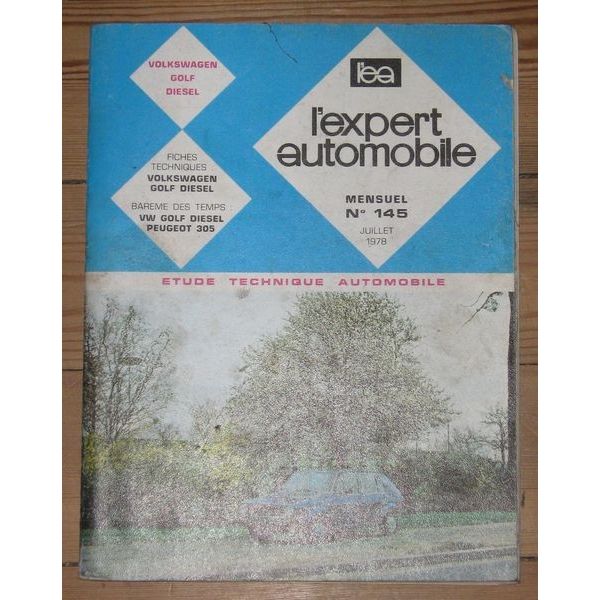 VOLKSWAGEN
GOLF
DIESEL
FICHES
TECHNIQUES
VOLKSWAGEN
GOLF DIESEL
BAREME DES TEMPS :
VW GOLF DIESEL
PEUGEOT 305
l'ea
l'expert
automobile
MENSUEL
N° 145
JUILLET
1978
ETUDE TECHNIQUE AUTOMOBILE